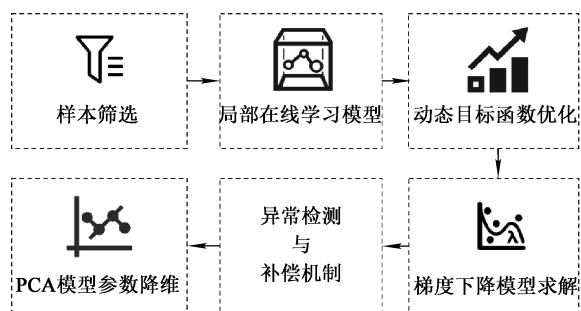 样本筛选
局部在线学习模型
动态目标函数优化
PCA模型参数降维
异常检测
与
补偿机制
λ
梯度下降模型求解